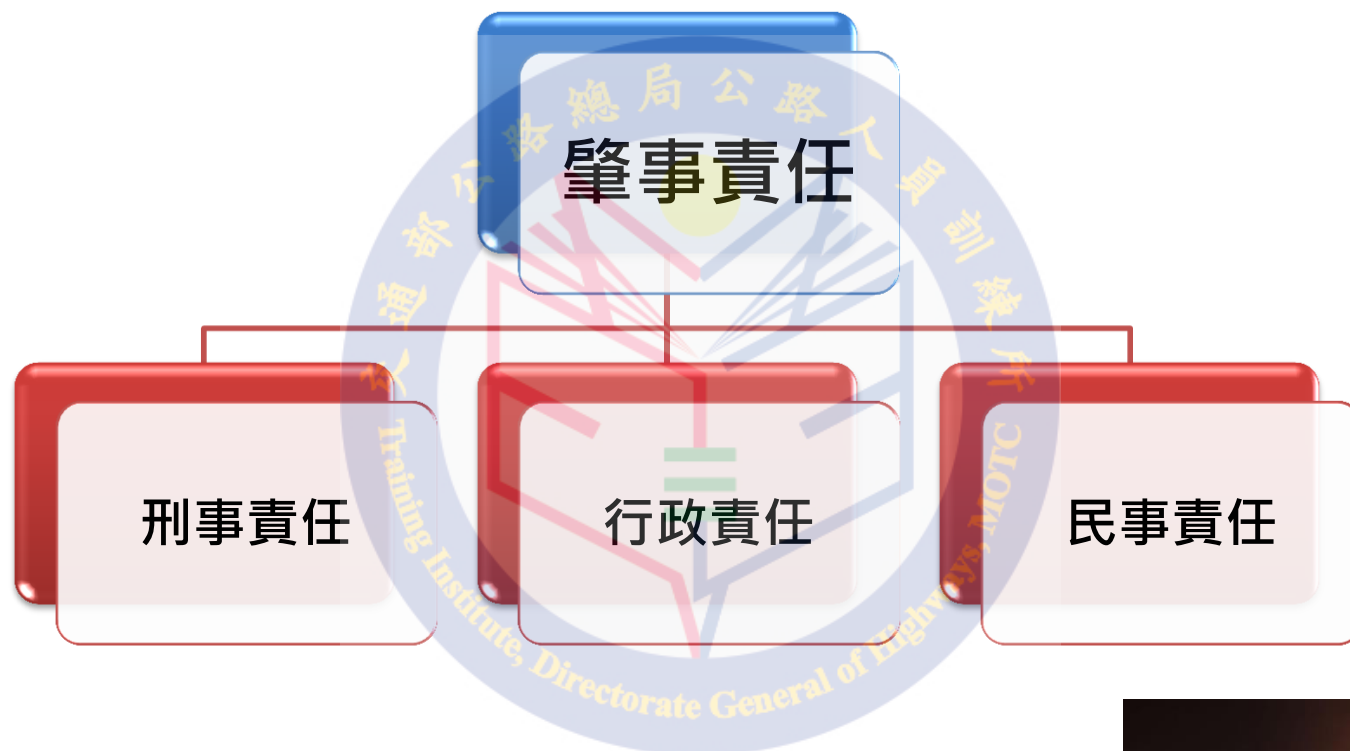 肇事責任
刑事責任
行政責任
民事責任
交通部公路總局公路人員訓練所
Training Institute, Directorate General of Highways, MOTC